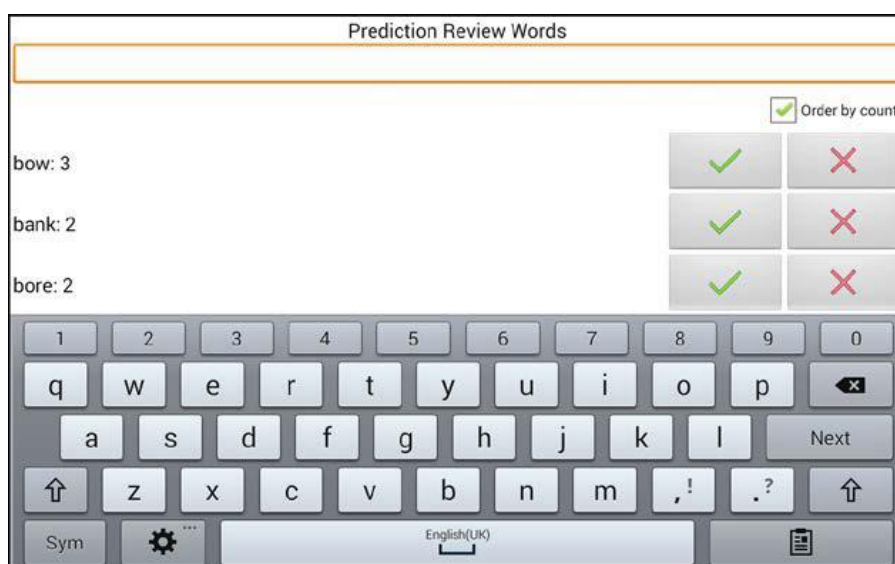 Prediction Review Words
Order by count
bow: 3
bank: 2
bore: 2
1 2 3 4 5 6 7 8 9 0
q w e r t y u i o p
a s d f g h j k l Next
z x c v b n m , ! . ?
Sym ... English(UK)